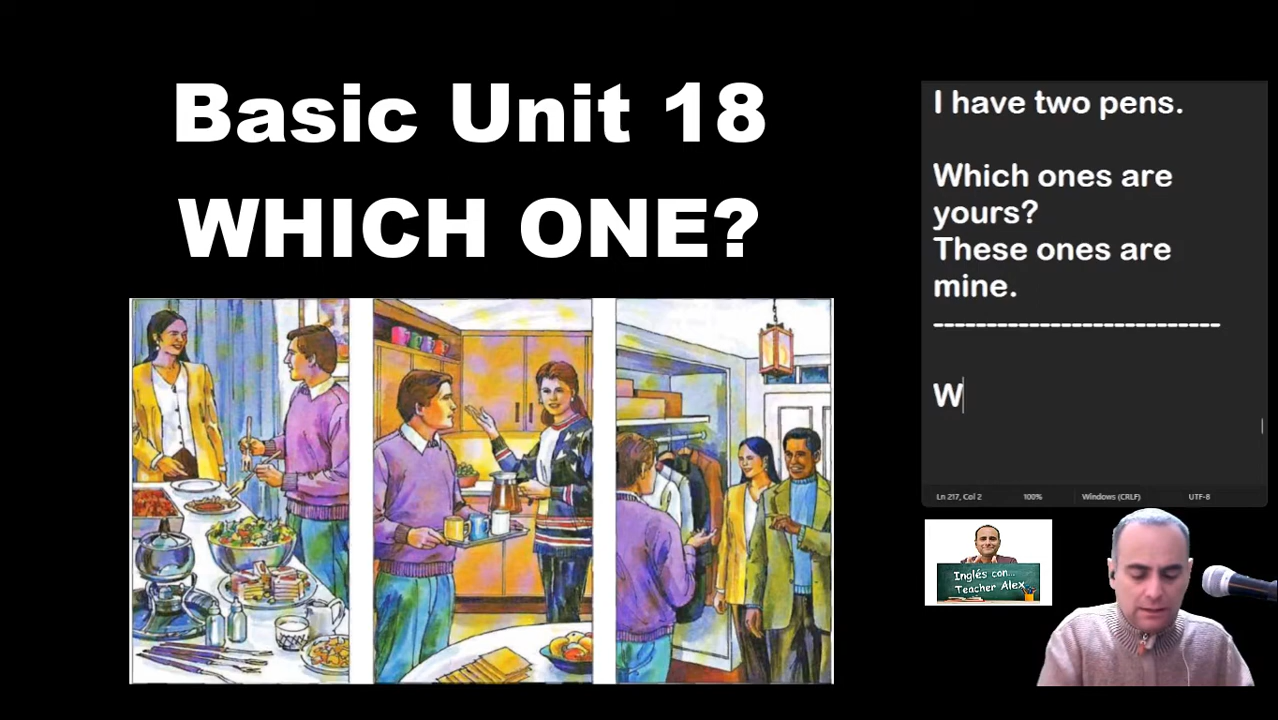 Basic Unit 18
WHICH ONE?
I have two pens.
Which ones are
yours?
These ones are
mine.
----------------------------
W
Ln 217, Col 2
100%
Windows (CRLF)
UTF-8
Inglés con...
Teacher Alex